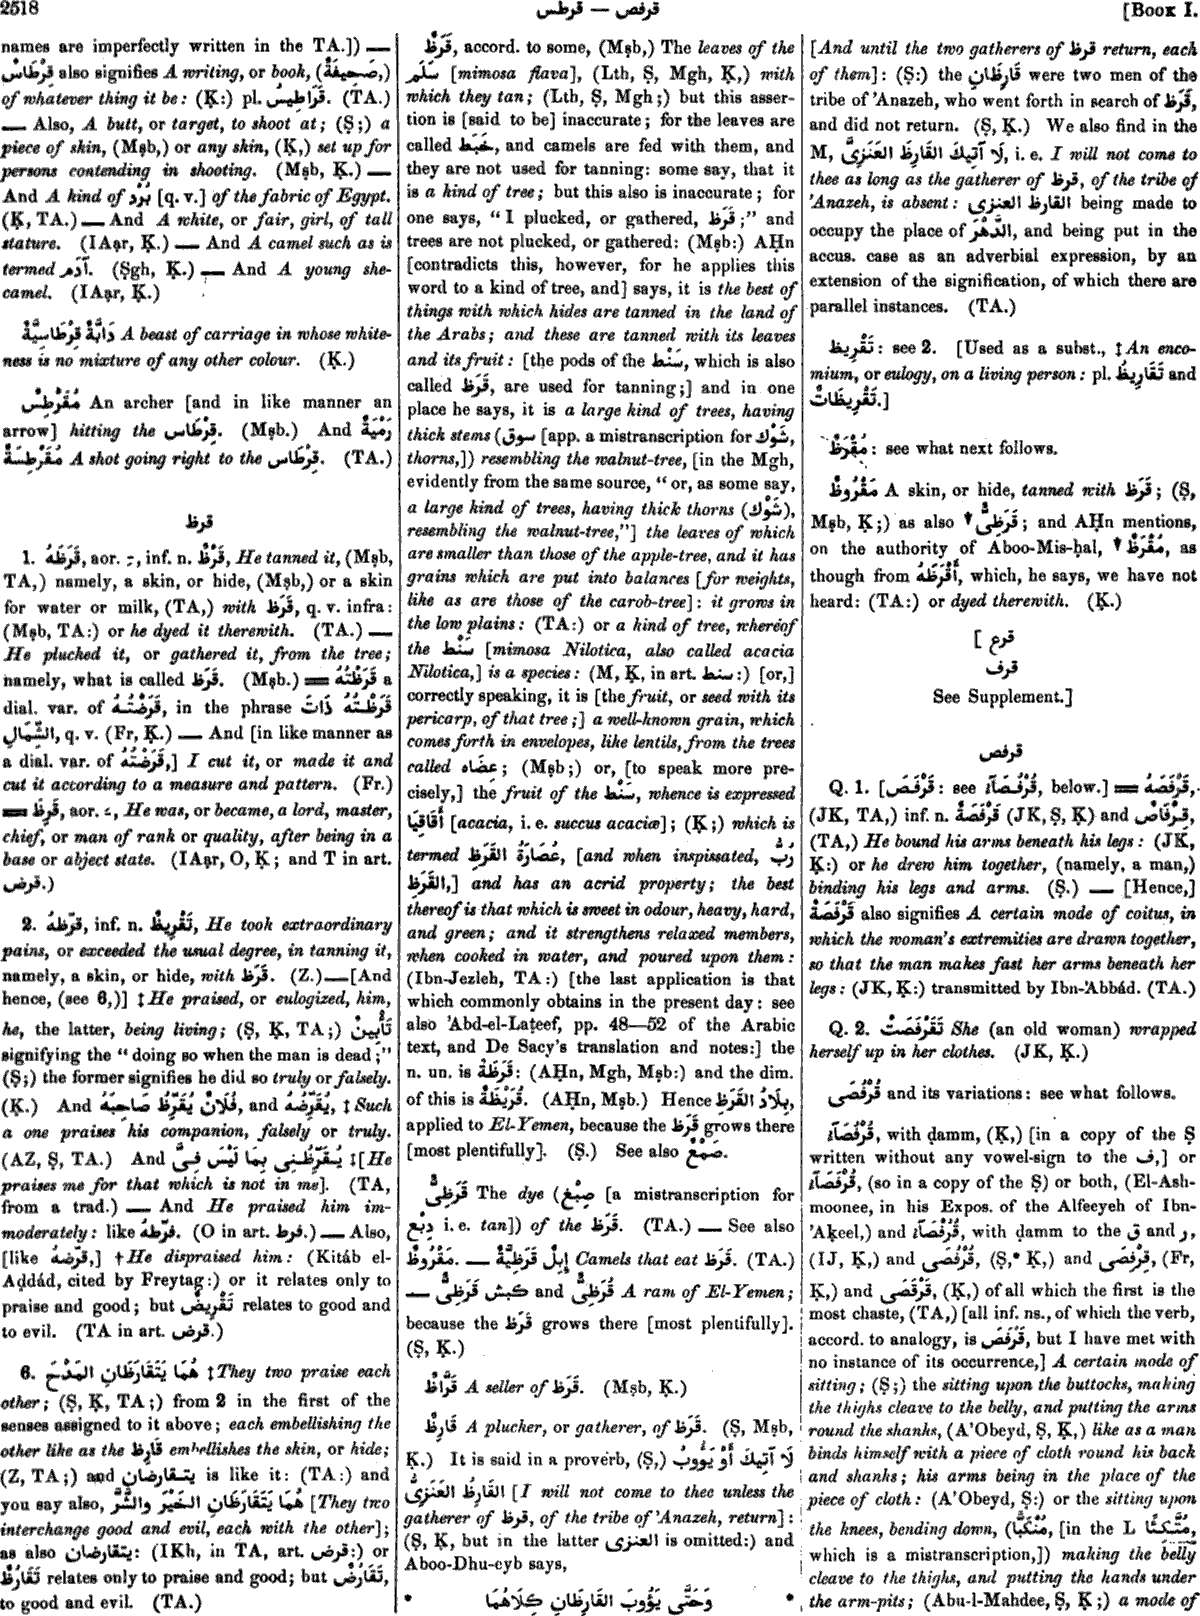 2518
قرفص — قرطس
[Book I.
names are imperfectly written in the TA.]) —
قِرْطَاسٌ also signifies A writing, or book, (صَحِيفَةٌ,)
of whatever thing it be: (Ḳ:) pl. قَرَاطِيسُ. (TA.)
— Also, A butt, or target, to shoot at; (Ṣ;) a
piece of skin, (Mṣb,) or any skin, (Ḳ,) set up for
persons contending in shooting. (Mṣb, Ḳ.) —
And A kind of بُرْد [q. v.] of the fabric of Egypt.
(Ḳ, TA.) — And A white, or fair, girl, of tall
stature. (IAạr, Ḳ.) — And A camel such as is
termed آدَم. (Ṣgh, Ḳ.) — And A young she-
camel. (IAạr, Ḳ.)
دَابَّةٌ قِرْطَاسِيَّةٌ A beast of carriage in whose white-
ness is no mixture of any other colour. (Ḳ.)
مُقَرْطِسٌ An archer [and in like manner an
arrow] hitting the قِرْطَاس. (Mṣb.) And رَمْيَةٌ
مُقَرْطِسَةٌ A shot going right to the قِرْطَاس. (TA.)
قرظ
1. قَرَظَهُ, aor. ـِ, inf. n. قَرْظٌ, He tanned it, (Mṣb,
TA,) namely, a skin, or hide, (Mṣb,) or a skin
for water or milk, (TA,) with قَرَظ, q. v. infra:
(Mṣb, TA:) or he dyed it therewith. (TA.) —
He plucked it, or gathered it, from the tree;
namely, what is called قَرَظ. (Mṣb.) = قَرَظْتُهُ a
dial. var. of قَرَضْتُهُ, in the phrase قَرَظْتُهُ ذَاتَ
الشِّمَالِ, q. v. (Fr, Ḳ.) — And [in like manner as
a dial. var. of قَرَضْتُهُ,] I cut it, or made it and
cut it according to a measure and pattern. (Fr.)
= قَرِظَ, aor. ـَ, He was, or became, a lord, master,
chief, or man of rank or quality, after being in a
base or abject state. (IAạr, O, Ḳ; and T in art.
قرض.)
2. قرّظهُ, inf. n. تَقْرِيظٌ, He took extraordinary
pains, or exceeded the usual degree, in tanning it,
namely, a skin, or hide, with قَرَظ. (Z.) — [And
hence, (see 6,)] ‡ He praised, or eulogized, him,
he, the latter, being living; (Ṣ, Ḳ, TA;) تَأْبِينٌ
signifying the “doing so when the man is dead;”
(Ṣ;) the former signifies he did so truly or falsely.
(Ḳ.) And فُلَانٌ يُقَرِّظُ صَاحِبَهُ, and يُقَرِّضُهُ, ‡ Such
a one praises his companion, falsely or truly.
(AZ, Ṣ, TA.) And يُقَرِّظُنِى بِمَا لَيْسَ فِىَّ ‡ [He
praises me for that which is not in me]. (TA,
from a trad.) — And He praised him im-
moderately: like فرّطهُ. (O in art. فرط.) — Also,
[like قرّضهُ,] † He dispraised him: (Kitáb el-
Aḍdád, cited by Freytag:) or it relates only to
praise and good; but تَقْرِيضٌ relates to good and
to evil. (TA in art. قرض.)
6. هُمَا يَتَقَارَظَانِ المَدْحَ ‡ They two praise each
other; (Ṣ, Ḳ, TA;) from 2 in the first of the
senses assigned to it above; each embellishing the
other like as the قَارِظ embellishes the skin, or hide;
(Z, TA;) and يتـقارضان is like it: (TA:) and
you say also, هُمَا يَتَقَارَظَانِ الخَيْرَ والشَّرَّ [They two
interchange good and evil, each with the other];
as also يتقارضان: (IKh, in TA, art. قرض:) or
تَقَارُظٌ relates only to praise and good; but تَقَارُضٌ,
to good and evil. (TA.)
قَرَظٌ, accord. to some, (Mṣb,) The leaves of the
سَلَم [mimosa flava], (Lth, Ṣ, Mgh, Ḳ,) with
which they tan; (Lth, Ṣ, Mgh;) but this asser-
tion is [said to be] inaccurate; for the leaves are
called خَبَط, and camels are fed with them, and
they are not used for tanning: some say, that it
is a kind of tree; but this also is inaccurate; for
one says, “I plucked, or gathered, قَرَظ;” and
trees are not plucked, or gathered: (Mṣb:) AḤn
[contradicts this, however, for he applies this
word to a kind of tree, and] says, it is the best of
things with which hides are tanned in the land of
the Arabs; and these are tanned with its leaves
and its fruit: [the pods of the سَنْط, which is also
called قَرَظ, are used for tanning;] and in one
place he says, it is a large kind of trees, having
thick stems (سوق [app. a mistranscription for شَوْك,
thorns,]) resembling the walnut-tree, [in the Mgh,
evidently from the same source, “or, as some say,
a large kind of trees, having thick thorns (شَوْك),
resembling the walnut-tree,”] the leaves of which
are smaller than those of the apple-tree, and it has
grains which are put into balances [for weights,
like as are those of the carob-tree]: it grows in
the low plains: (TA:) or a kind of tree, whereof
the سَنْط [mimosa Nilotica, also called acacia
Nilotica,] is a species: (M, Ḳ, in art. سنط:) [or,]
correctly speaking, it is [the fruit, or seed with its
pericarp, of that tree;] a well-known grain, which
comes forth in envelopes, like lentils, from the trees
called عِضَاه; (Mṣb;) or, [to speak more pre-
cisely,] the fruit of the سَنْط, whence is expressed
أَقَاقِيَا [acacia, i. e. succus acaciæ]; (Ḳ;) which is
termed عُصَارَةُ القَرَظِ, [and when inspissated, رُبُّ
القَرَظِ,] and has an acrid property; the best
thereof is that which is sweet in odour, heavy, hard,
and green; and it strengthens relaxed members,
when cooked in water, and poured upon them:
(Ibn-Jezleh, TA:) [the last application is that
which commonly obtains in the present day: see
also ’Abd-el-Laṭeef, pp. 48—52 of the Arabic
text, and De Sacy’s translation and notes:] the
n. un. is قَرَظَةٌ: (AḤn, Mgh, Mṣb:) and the dim.
of this is قُرَيْظَةٌ. (AḤn, Mṣb.) Hence بِلَادُ القَرَظِ,
applied to El-Yemen, because the قَرَظ grows there
[most plentifully]. (Ṣ.) See also صَمْغٌ.
قَرَظِىٌّ The dye (صِبْغ [a mistranscription for
دِبْغ i. e. tan]) of the قَرَظ. (TA.) — See also
مَقْرُوظٌ. — إِبِلٌ قَرَظِيَّةٌ Camels that eat قَرَظ. (TA.)
— كبش قَرَظِىٌّ and قُرَظِىٌّ A ram of El-Yemen;
because the قَرَظ grows there [most plentifully].
(Ṣ, Ḳ.)
قَرَّاظٌ A seller of قَرَظ. (Mṣb, Ḳ.)
قَارِظٌ A plucker, or gatherer, of قَرَظ. (Ṣ, Mṣb,
Ḳ.) It is said in a proverb, (Ṣ,) لَا آتِيكَ أَوْ يَؤُوبَ
القَارِظُ العَنَزِىُّ [I will not come to thee unless the
gatherer of قرظ, of the tribe of ’Anazeh, return]:
(Ṣ, Ḳ, but in the latter العنزى is omitted:) and
Aboo-Dhu-eyb says,
* وَحَتَّى يَؤُوبَ القَارِظَانِ كِلَاهُمَا *
[And until the two gatherers of قرظ return, each
of them]: (Ṣ:) the قَارِظَانِ were two men of the
tribe of ’Anazeh, who went forth in search of قَرَظ,
and did not return. (Ṣ, Ḳ.) We also find in the
M, لَا آتِيكَ القَارِظَ العَنَزِىَّ, i. e. I will not come to
thee as long as the gatherer of قرظ, of the tribe of
’Anazeh, is absent: القارظ العنزى being made to
occupy the place of الدَّهْرَ, and being put in the
accus. case as an adverbial expression, by an
extension of the signification, of which there are
parallel instances. (TA.)
تَقْرِيظٌ: see 2. [Used as a subst., ‡ An enco-
mium, or eulogy, on a living person: pl. تَقَارِيظُ and
تَقْرِيظَاتٌ.]
مُقْرَظٌ: see what next follows.
مَقْرُوظٌ A skin, or hide, tanned with قَرَظ; (Ṣ,
Mṣb, Ḳ;) as also قَرَظِىٌّ; and AḤn mentions,
on the authority of Aboo-Mis-ḥal, مُقْرَظٌ, as
though from أَقْرَظَهُ, which, he says, we have not
heard: (TA:) or dyed therewith. (Ḳ.)
[ قرع
قرف
See Supplement.]
قرفص
Q. 1. [قَرْفَصَ: see قُرْفُصَآءُ, below.] = قَرْفَصَهُ,
(JK, TA,) inf. n. قَرْفَصَةٌ (JK, Ṣ, Ḳ) and قِرْفَاصٌ,
(TA,) He bound his arms beneath his legs: (JK,
Ḳ:) or he drew him together, (namely, a man,)
binding his legs and arms. (Ṣ.) — [Hence,]
قَرْفَصَةٌ also signifies A certain mode of coitus, in
which the woman’s extremities are drawn together,
so that the man makes fast her arms beneath her
legs: (JK, Ḳ:) transmitted by Ibn-’Abbád. (TA.)
Q. 2. تَقَرْفَصَتْ She (an old woman) wrapped
herself up in her clothes. (JK, Ḳ.)
قُرْفُصَى and its variations: see what follows.
قُرْفُصَآءُ, with ḍamm, (Ḳ,) [in a copy of the Ṣ
written without any vowel-sign to the ف,] or
قُرْفَصَآءُ, (so in a copy of the Ṣ) or both, (El-Ash-
moonee, in his Expos. of the Alfeeyeh of Ibn-
’Aḳeel,) and قُرُفْصَآءُ, with ḍamm to the ق and ر,
(IJ, Ḳ,) and قُرْفُصَى, (Ṣ,* Ḳ,) and قِرْفِصَى, (Fr,
Ḳ,) and قَرْفَصَى, (Ḳ,) of all which the first is the
most chaste, (TA,) [all inf. ns., of which the verb,
accord. to analogy, is قَرْفَصَ, but I have met with
no instance of its occurrence,] A certain mode of
sitting; (Ṣ;) the sitting upon the buttocks, making
the thighs cleave to the belly, and putting the arms
round the shanks, (A’Obeyd, Ṣ, Ḳ,) like as a man
binds himself with a piece of cloth round his back
and shanks; his arms being in the place of the
piece of cloth: (A’Obeyd, Ṣ:) or the sitting upon
the knees, bending down, (مُنْكَبًّا, [in the L مُتَّكِئًا,
which is a mistranscription,]) making the belly
cleave to the thighs, and putting the hands under
the arm-pits; (Abu-l-Mahdee, Ṣ, Ḳ;) a mode of